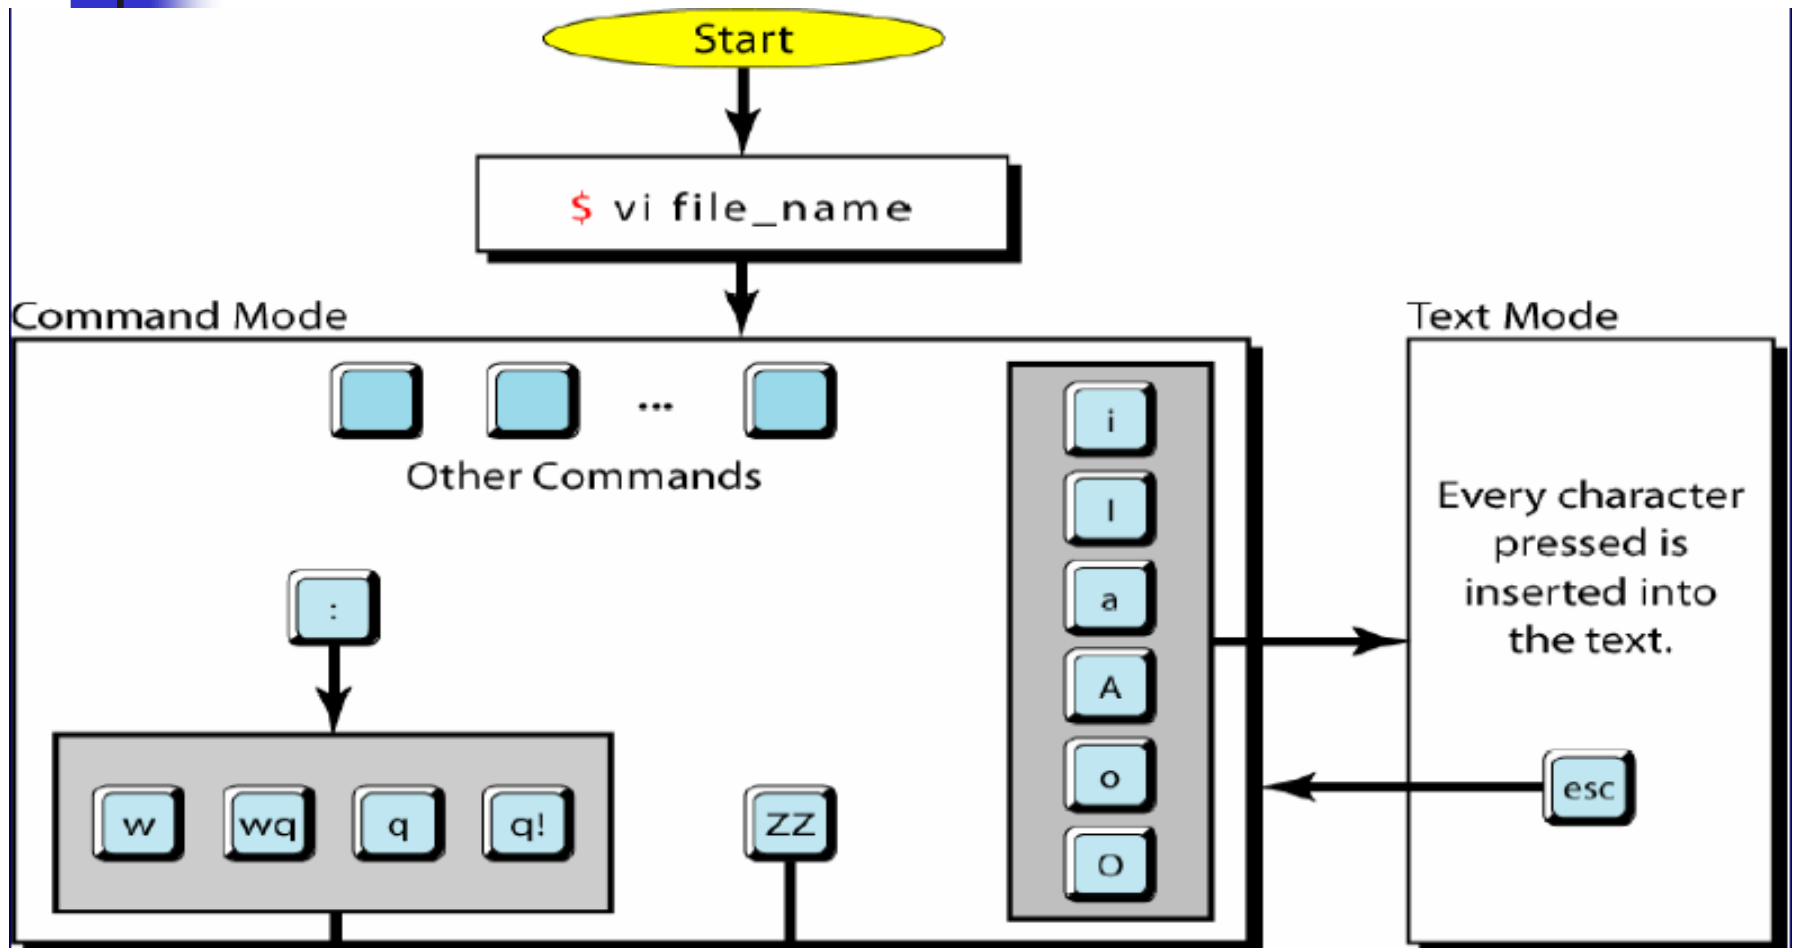 Start
$ vi file_name
Command Mode
Text Mode
...
Other Commands
:
w wq q q!
ZZ
i
I
a
A
o
O
Every character
pressed is
inserted into
the text.
esc